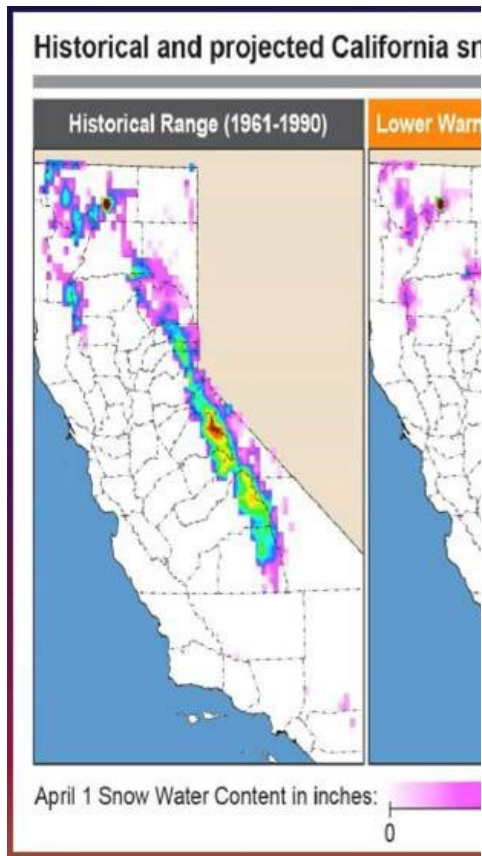 Historical and projected California sn
Historical Range (1961-1990)
Lower Warm
April 1 Snow Water Content in inches:
0